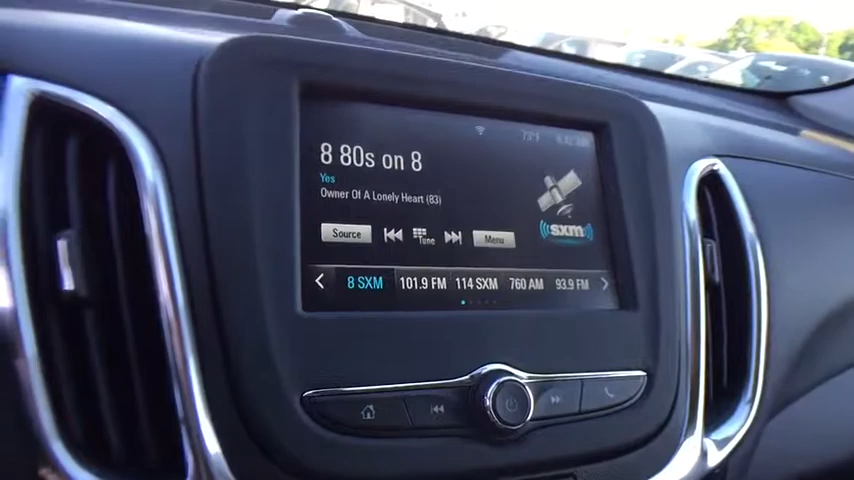 73°F
8 80s on 8
Yes
Owner Of A Lonely Heart (83)
sxm
Source Tune Menu
8 SXM 101.9 FM 114 SXM 760 AM 93.9 FM